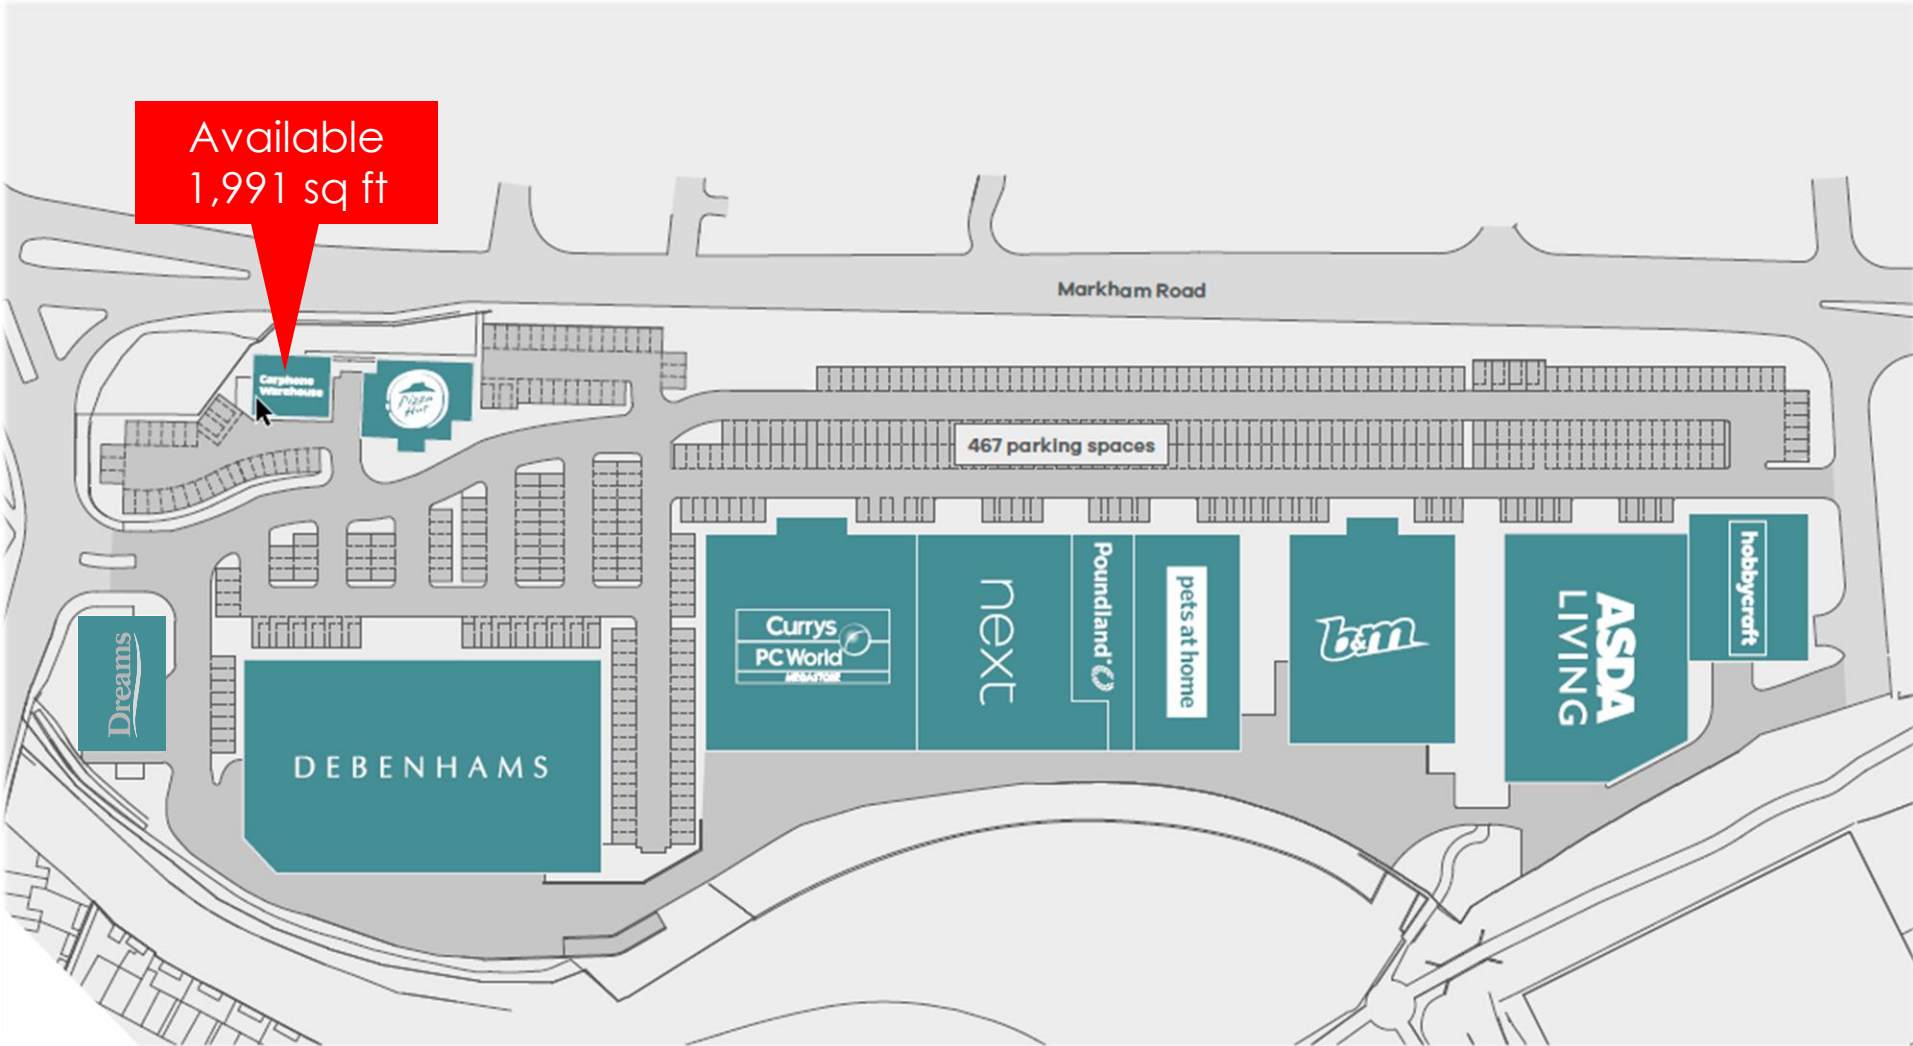 Available
1,991 sq ft
Markham Road
Carphone
Warehouse
Pizza
Hut
467 parking spaces
Dreams
DEBENHAMS
Currys
PC World
MEGASTORE
next
Poundland
pets at home
b&m
ASDA
LIVING
hobbycraft